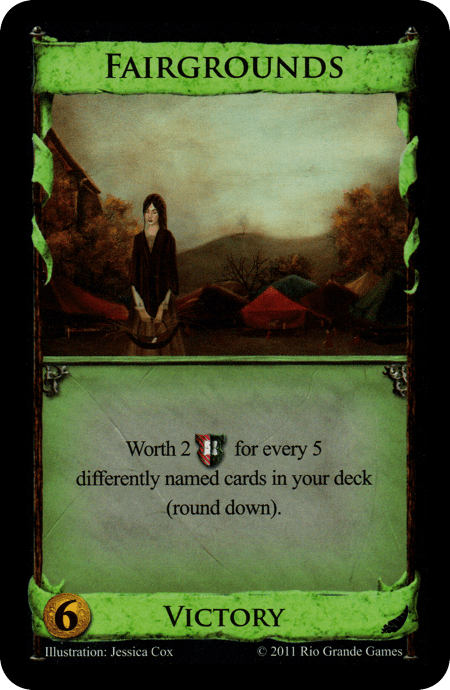 FAIRGROUNDS
Worth 2 for every 5
differently named cards in your deck
(round down).
6
VICTORY
Illustration: Jessica Cox
© 2011 Rio Grande Games